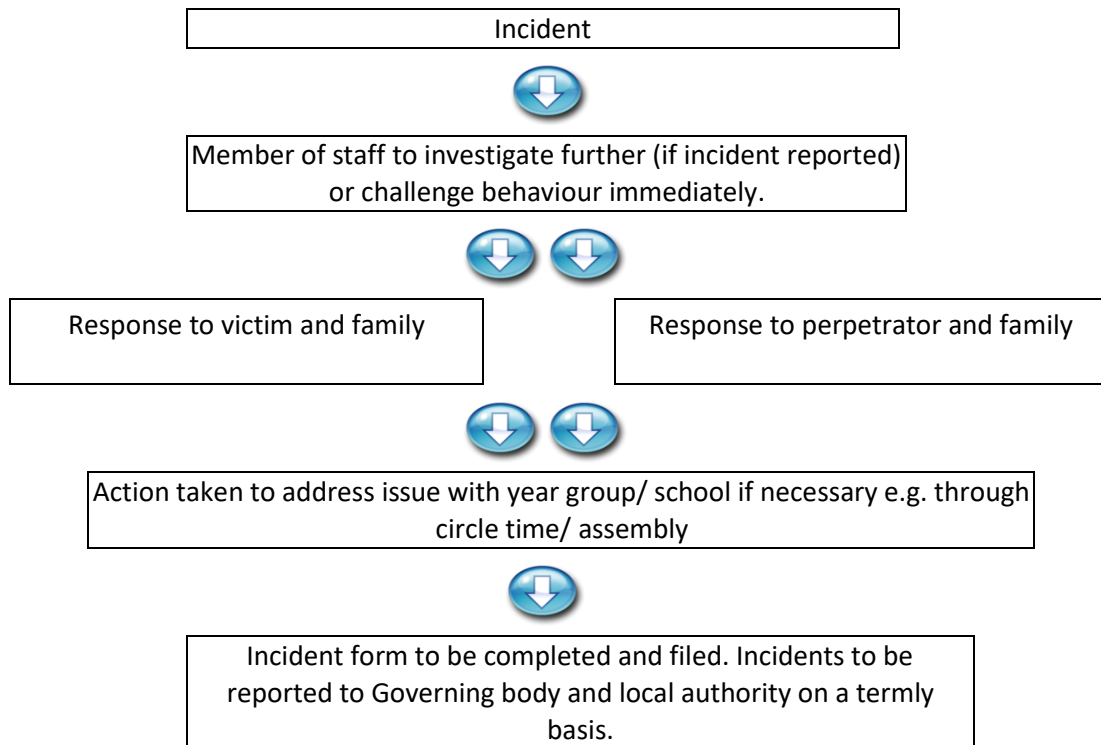 Incident
Member of staff to investigate further (if incident reported)
or challenge behaviour immediately.
Response to victim and family
Response to perpetrator and family
Action taken to address issue with year group/ school if necessary e.g. through
circle time/ assembly
Incident form to be completed and filed. Incidents to be
reported to Governing body and local authority on a termly
basis.